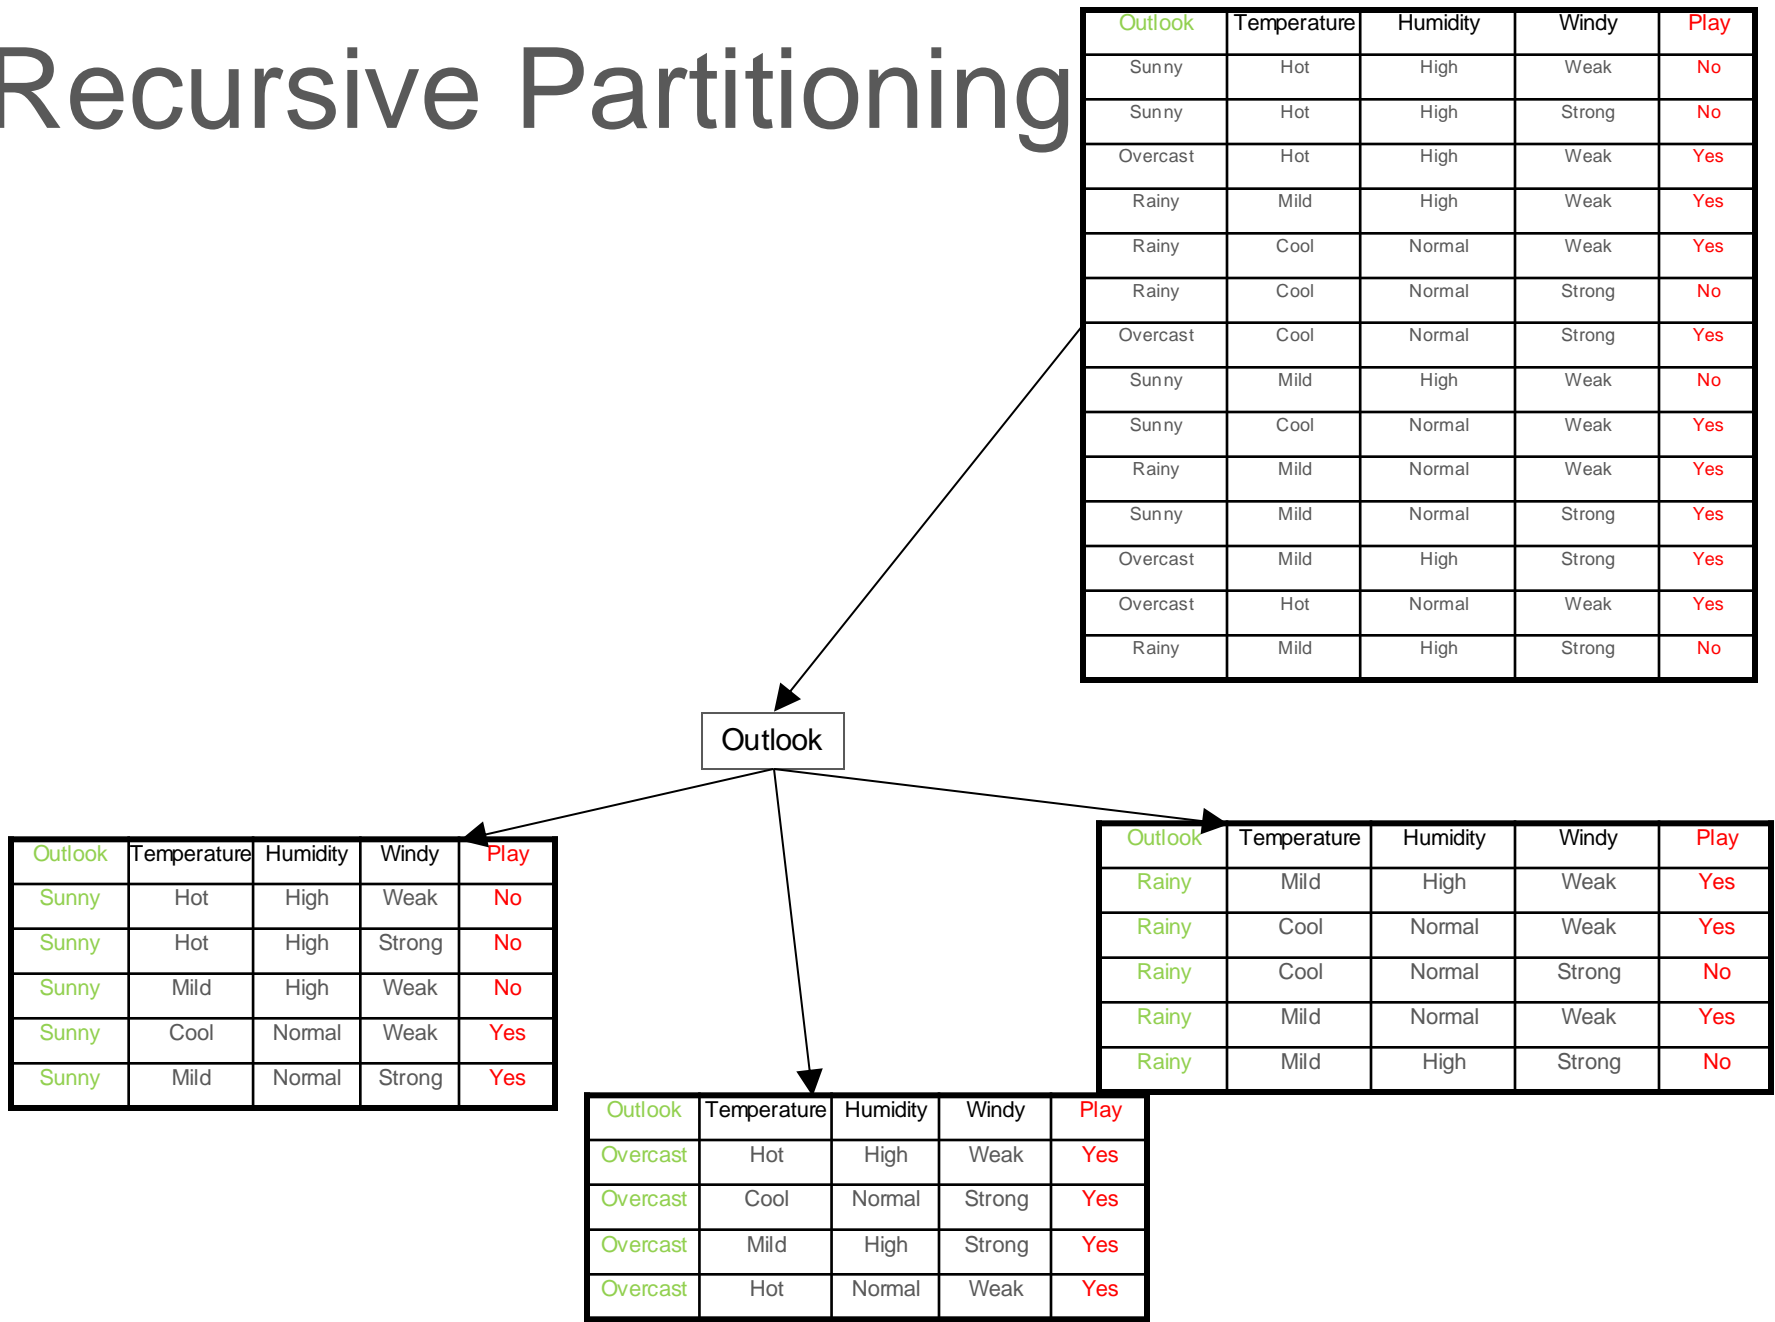 Recursive Partitioning
Outlook Temperature Humidity Windy Play
Sunny Hot High Weak No
Sunny Hot High Strong No
Overcast Hot High Weak Yes
Rainy Mild High Weak Yes
Rainy Cool Normal Weak Yes
Rainy Cool Normal Strong No
Overcast Cool Normal Strong Yes
Sunny Mild High Weak No
Sunny Cool Normal Weak Yes
Rainy Mild Normal Weak Yes
Sunny Mild Normal Strong Yes
Overcast Mild High Strong Yes
Overcast Hot Normal Weak Yes
Rainy Mild High Strong No
Outlook
Outlook Temperature Humidity Windy Play
Sunny Hot High Weak No
Sunny Hot High Strong No
Sunny Mild High Weak No
Sunny Cool Normal Weak Yes
Sunny Mild Normal Strong Yes
Outlook Temperature Humidity Windy Play
Overcast Hot High Weak Yes
Overcast Cool Normal Strong Yes
Overcast Mild High Strong Yes
Overcast Hot Normal Weak Yes
Outlook Temperature Humidity Windy Play
Rainy Mild High Weak Yes
Rainy Cool Normal Weak Yes
Rainy Cool Normal Strong No
Rainy Mild Normal Weak Yes
Rainy Mild High Strong No